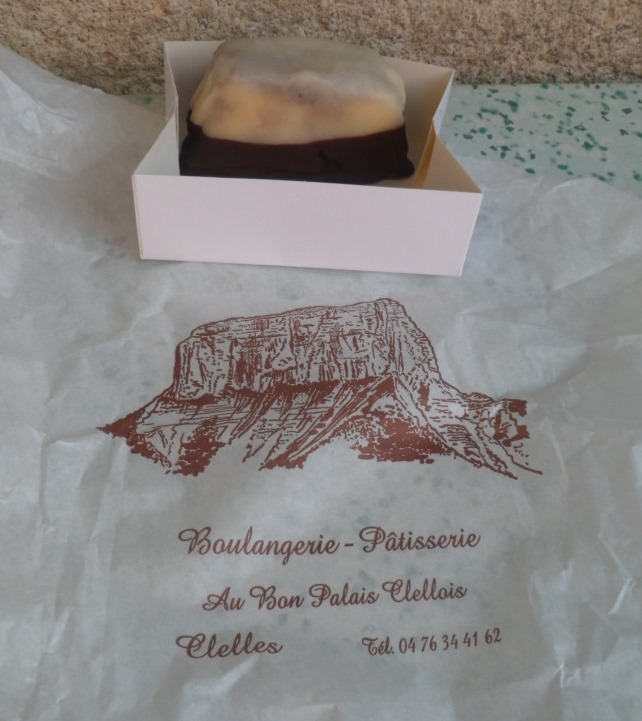 Boulangerie - Pâtisserie
Au Bon Palais Clellois
Clelles Tél. 04 76 34 41 62